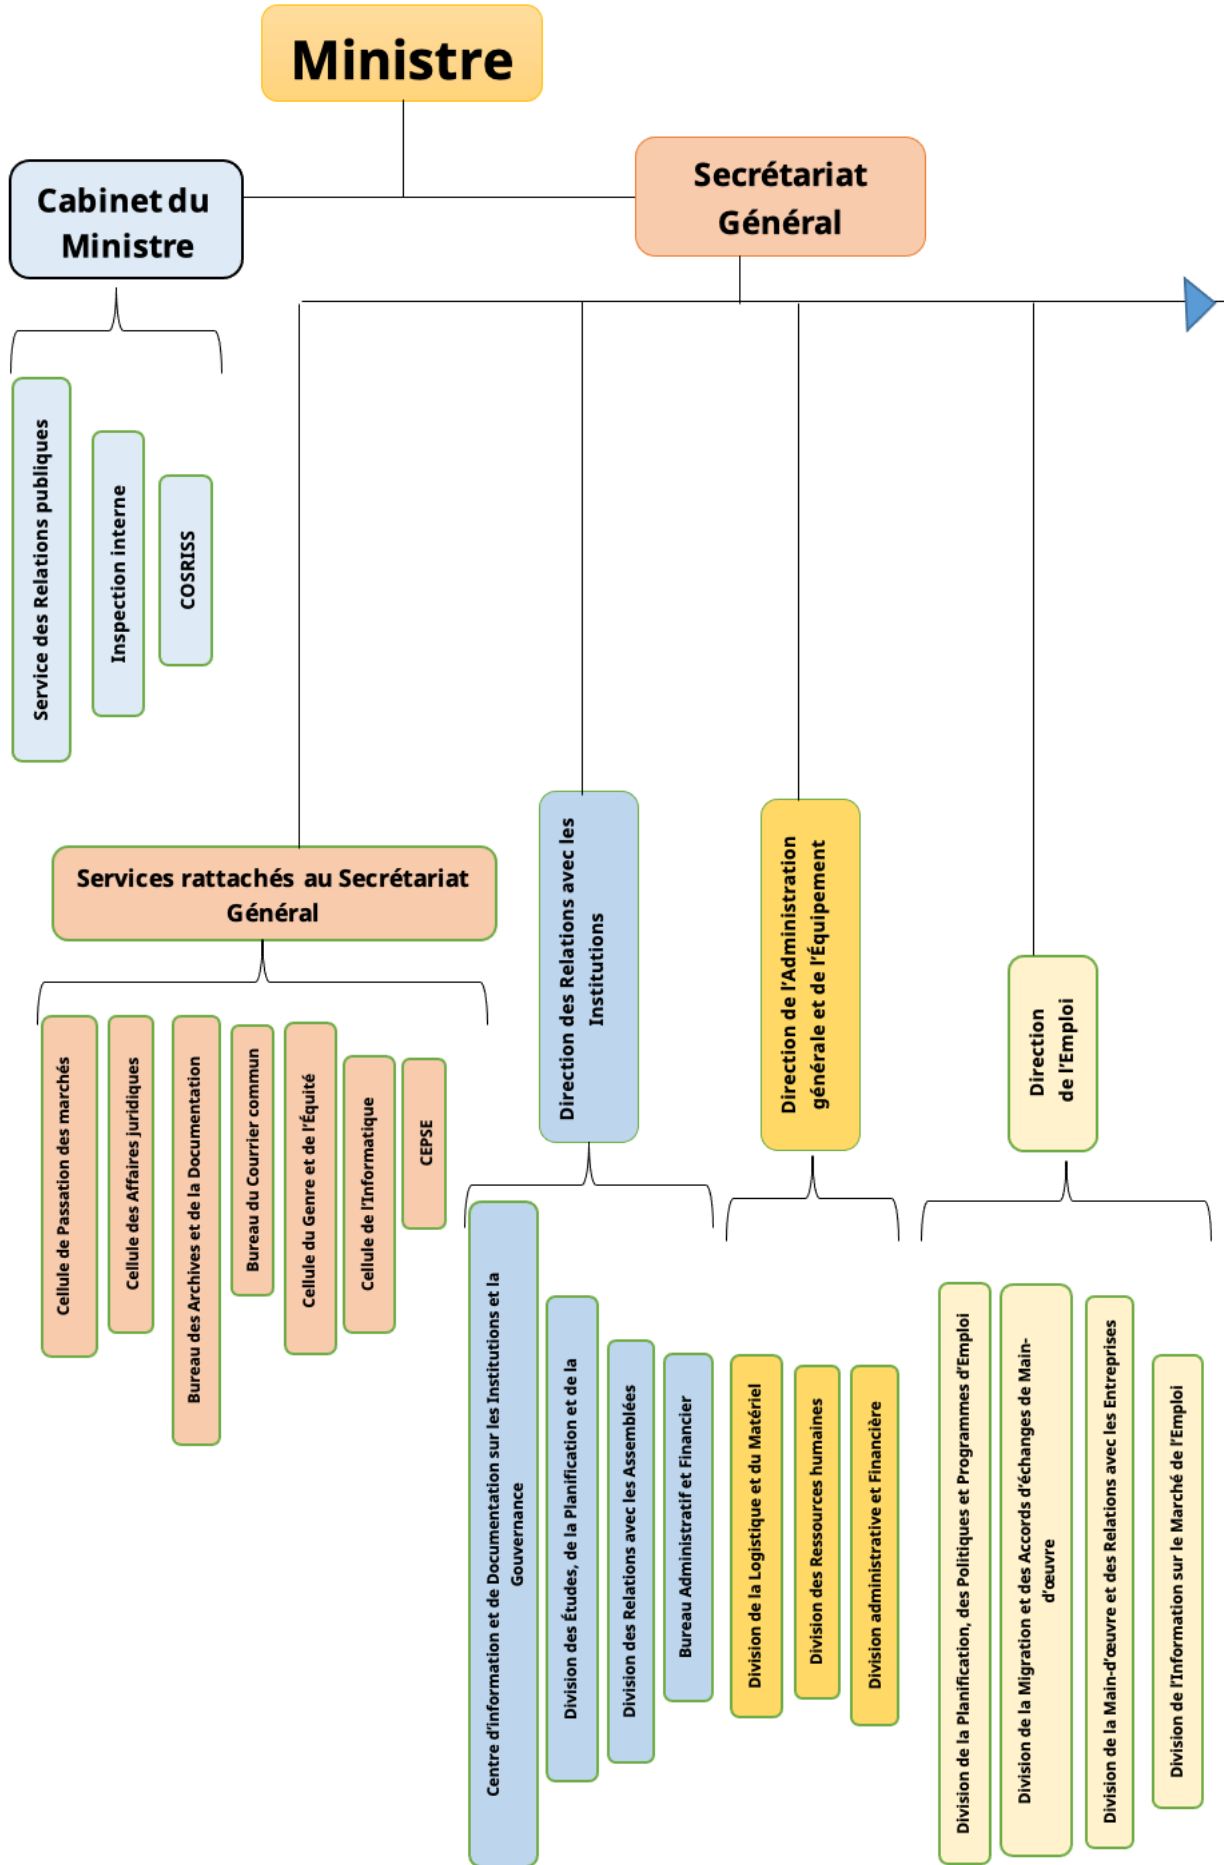 Ministre
Cabinet du
Ministre
Secrétariat
Général
Service des Relations publiques
Inspection interne
COSRISS
Services rattachés au Secrétariat
Général
Cellule de Passation des marchés
Cellule des Affaires juridiques
Bureau des Archives et de la Documentation
Bureau du Courrier commun
Cellule du Genre et de l'Équité
Cellule de l'Informatique
CEPSE
Direction des Relations avec les
Institutions
Centre d'information et de Documentation sur les Institutions et la
Gouvernance
Division des Études, de la Planification et de la
Division des Relations avec les Assemblées
Bureau Administratif et Financier
Direction de l'Administration
générale et de l'Équipement
Division de la Logistique et du Matériel
Division des Ressources humaines
Division administrative et Financière
Direction
de l'Emploi
Division de la Planification, des Politiques et Programmes d'Emploi
Division de la Migration et des Accords d'échanges de Main-
d'œuvre
Division de la Main-d'œuvre et des Relations avec les Entreprises
Division de l'Information sur le Marché de l'Emploi